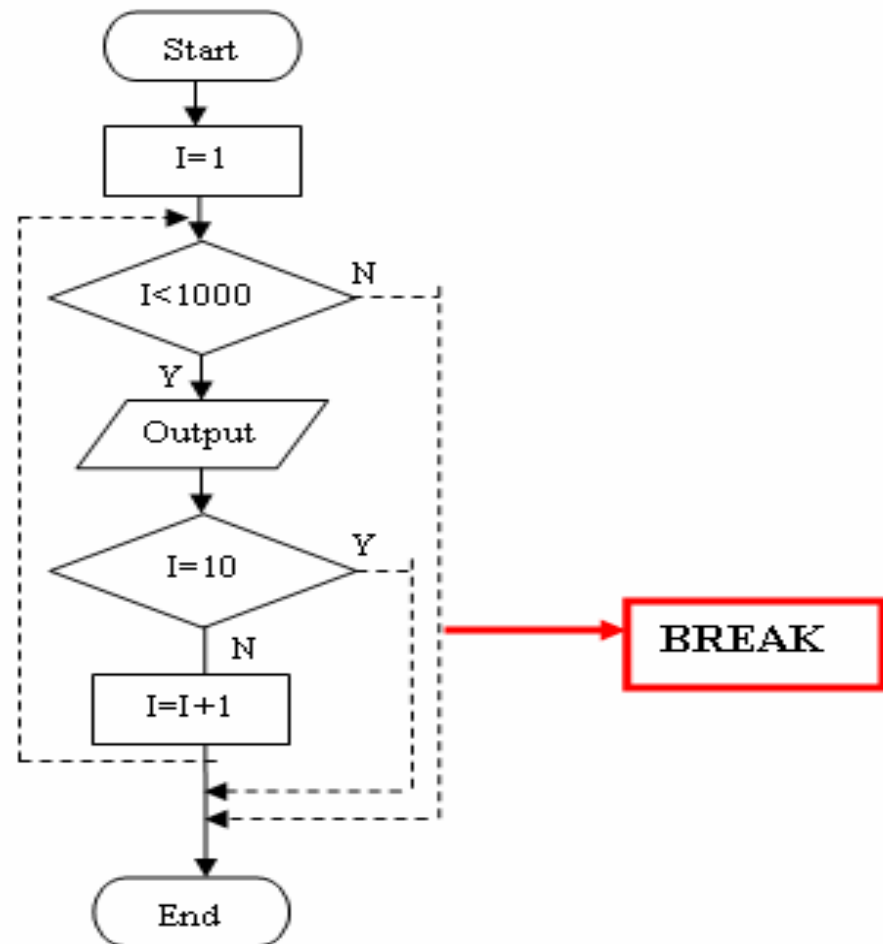 Start
I=1
N
I<1000
Y
Output
Y
I=10
N
BREAK
I=I+1
End